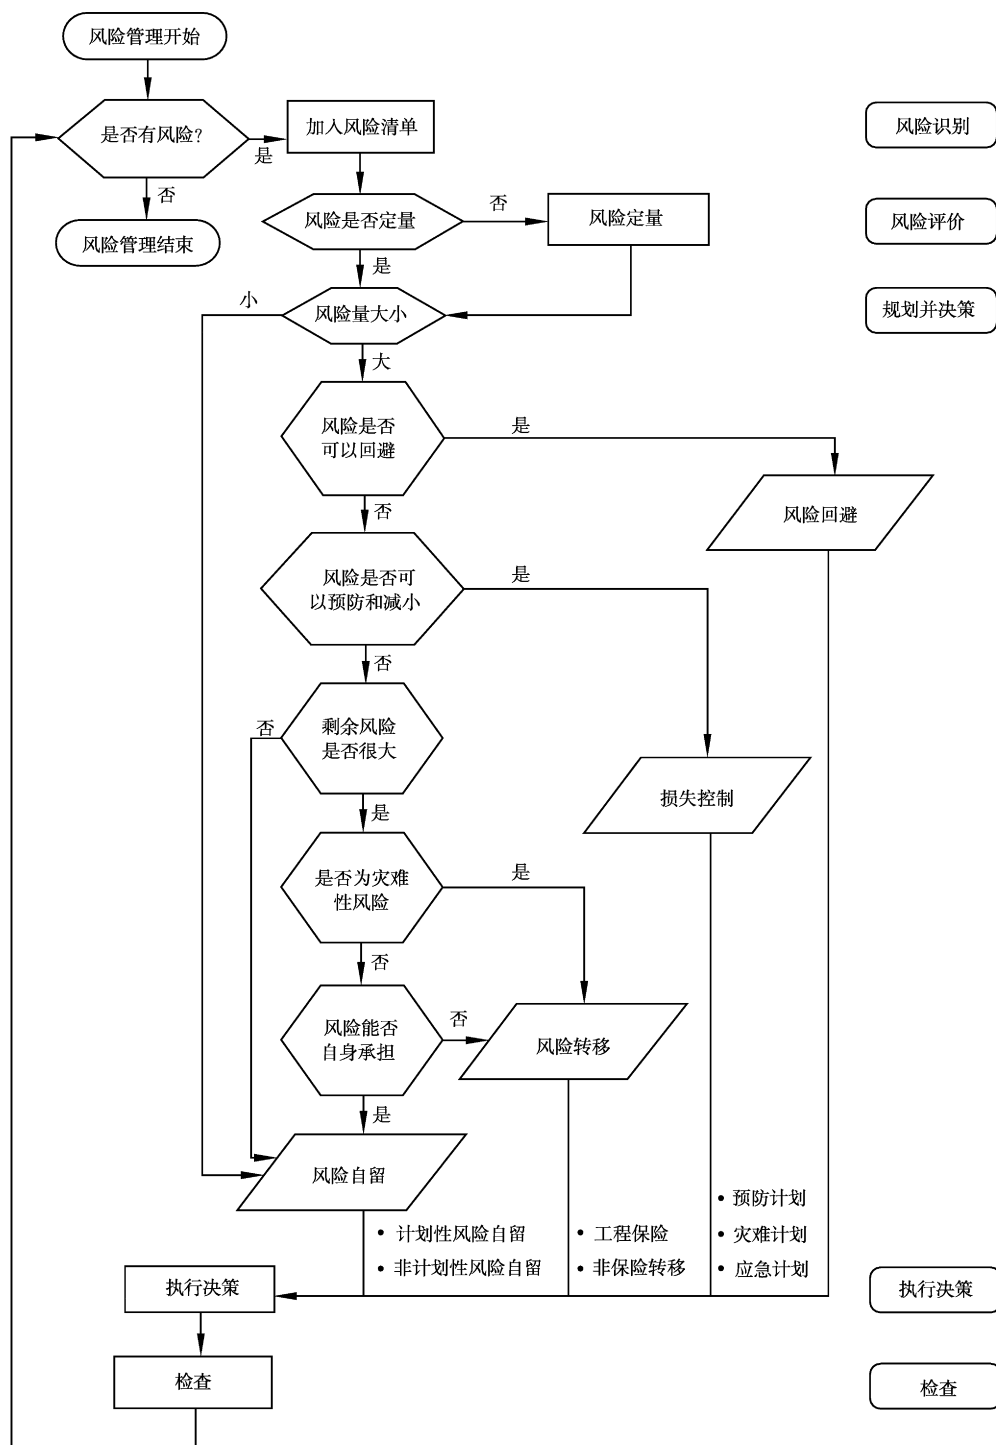 风险管理开始
是否有风险?
是
加入风险清单
风险识别
否
风险管理结束
风险是否定量
否
风险定量
风险评价
是
小
风险量大小
规划并决策
大
风险是否
可以回避
是
风险回避
否
风险是否可
以预防和减小
是
否
剩余风险
是否很大
否
损失控制
是
是否为灾难
性风险
是
否
风险能否
自身承担
否
风险转移
是
风险自留
• 计划性风险自留
• 非计划性风险自留
• 工程保险
• 非保险转移
• 预防计划
• 灾难计划
• 应急计划
执行决策
执行决策
检查
检查